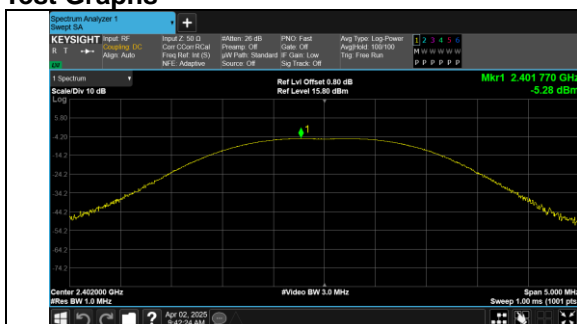 Spectrum Analyzer 1
Swept SA
KEYSIGHT Input: RF Input Z: 50 Ω #Atten: 26 dB PNO: Fast Avg Type: Log-Power 1 2 3 4 5 6
R T Coupling: DC Corr CCorr RCal Preamp: Off Gate: Off Avg|Hold: 100/100 M W W W W W
Align: Auto Freq Ref: Int (S) µW Path: Standard IF Gain: Low Trig: Free Run
NFE: Adaptive Source: Off Sig Track: Off P P P P P P
1 Spectrum Ref Lvl Offset 0.80 dB Mkr1 2.401 770 GHz
Scale/Div 10 dB Ref Level 15.80 dBm -5.28 dBm
Log
5.80
1
-4.20
-14.2
-24.2
-34.2
-44.2
-54.2
-64.2
-74.2
Center 2.402000 GHz #Video BW 3.0 MHz Span 5.000 MHz
#Res BW 1.0 MHz Sweep 1.00 ms (1001 pts
Apr 02, 2025
9:42:24 AM